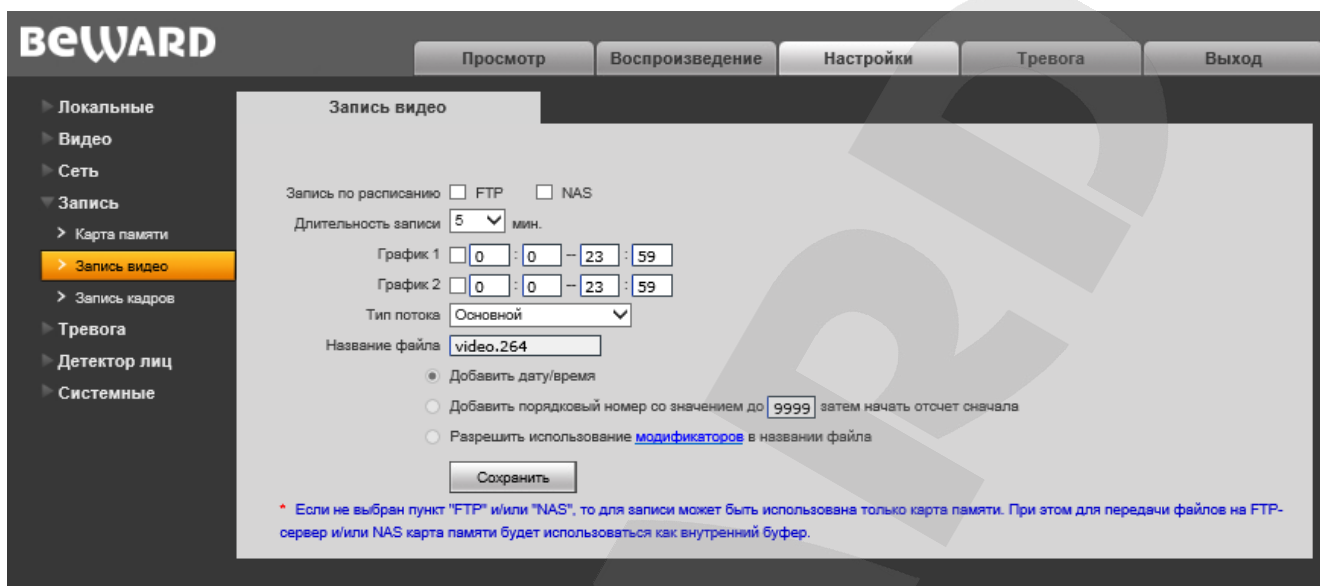 BEWARD
Просмотр Воспроизведение Настройки Тревога Выход
Локальные
Видео
Сеть
Запись
Карта памяти
Запись видео
Запись кадров
Тревога
Детектор лиц
Системные
Запись видео
Запись по расписанию FTP NAS
Длительность записи 5 мин.
График 1 0 : 0 -- 23 : 59
График 2 0 : 0 -- 23 : 59
Тип потока Основной
Название файла video.264
Добавить дату/время
Добавить порядковый номер со значением до 9999 затем начать отсчет сначала
Разрешить использование модификаторов в названии файла
Сохранить
* Если не выбран пункт "FTP" и/или "NAS", то для записи может быть использована только карта памяти. При этом для передачи файлов на FTP-
сервер и/или NAS карта памяти будет использоваться как внутренний буфер.